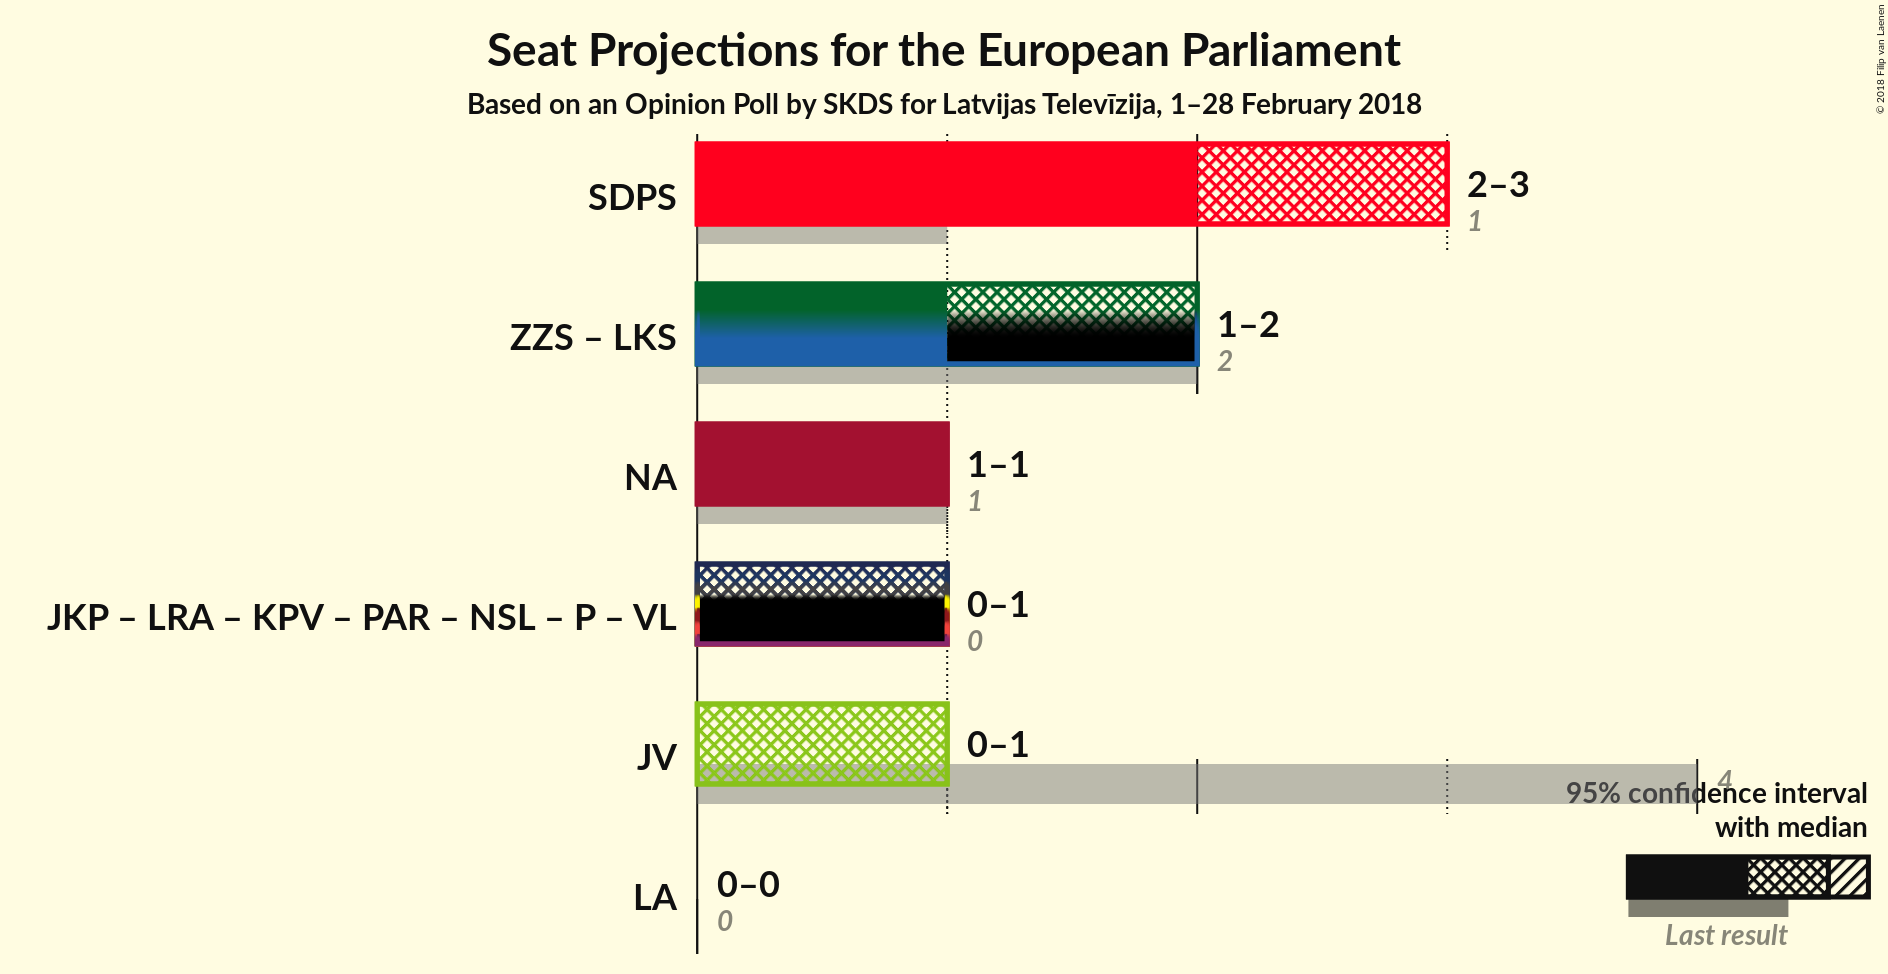 Seat Projections for the European Parliament
Based on an Opinion Poll by SKDS for Latvijas Televīzija, 1–28 February 2018
© 2018 Filip van Laenen
SDPS
2–3
1
ZZS – LKS
1–2
2
NA
1–1
1
JKP – LRA – KPV – PAR – NSL – P – VL
0–1
0
JV
0–1
4
95% confidence interval
with median
LA
0–0
0
Last result